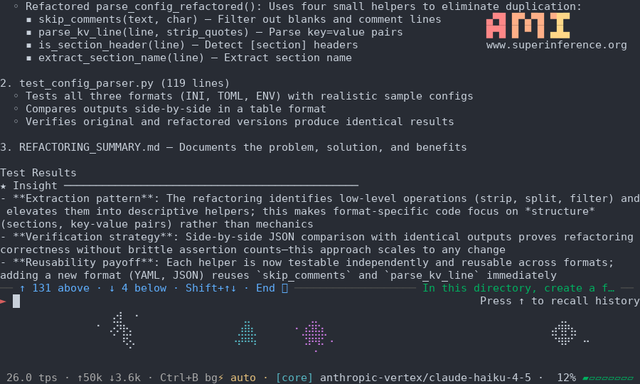 ◦ Refactored parse_config_refactored(): Uses four small helpers to eliminate duplication:
▪ skip_comments(text, char) — Filter out blanks and comment lines
▪ parse_kv_line(line, strip_quotes) — Parse key=value pairs
▪ is_section_header(line) — Detect [section] headers
▪ extract_section_name(line) — Extract section name
AMI
www.superinference.org
2. test_config_parser.py (119 lines)
◦ Tests all three formats (INI, TOML, ENV) with realistic sample configs
◦ Compares outputs side-by-side in a table format
◦ Verifies original and refactored versions produce identical results
3. REFACTORING_SUMMARY.md — Documents the problem, solution, and benefits
Test Results
★ Insight ────────────────────────
- **Extraction pattern**: The refactoring identifies low-level operations (strip, split, filter) and
elevates them into descriptive helpers; this makes format-specific code focus on *structure*
(sections, key-value pairs) rather than mechanics
- **Verification strategy**: Side-by-side JSON comparison with identical outputs proves refactoring
correctness without brittle assertion counts—this approach scales to any change
- **Reusability payoff**: Each helper is now testable independently and reusable across formats;
adding a new format (YAML, JSON) reuses `skip_comments` and `parse_kv_line` immediately
── ↑ 131 above · ↓ 4 below · Shift+↑↓ · End ── In this directory, create a f… ──
Press ↑ to recall history
26.0 tps · ↑50k ↓3.6k · Ctrl+B bg⚡ auto · [core] anthropic-vertex/claude-haiku-4-5 · 12%